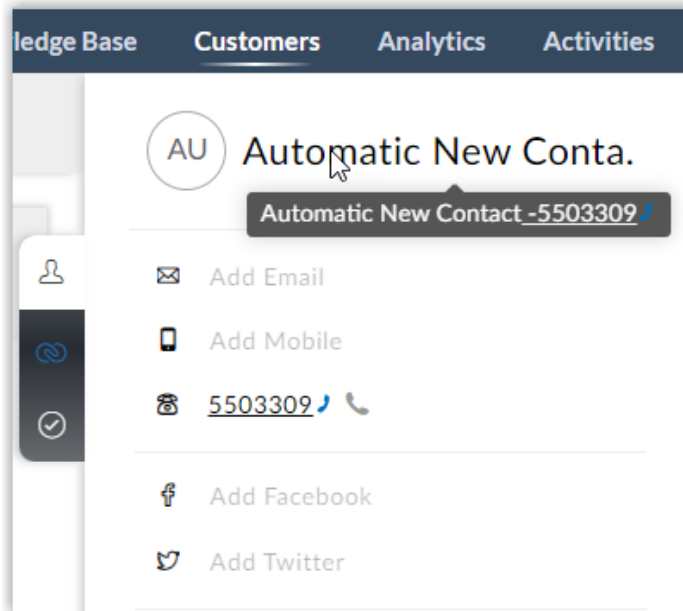 ledge Base Customers Analytics Activities
AU Automatic New Conta.
Automatic New Contact -5503309
Add Email
Add Mobile
5503309
Add Facebook
Add Twitter